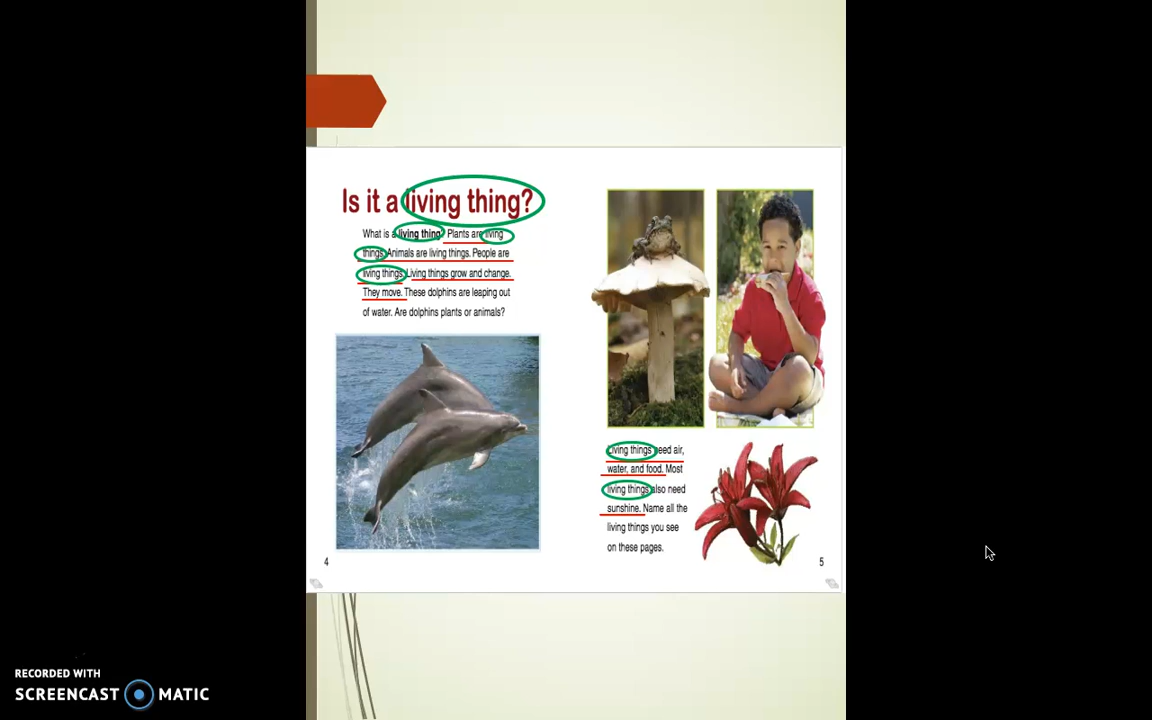 Is it a living thing?
What is a living thing? Plants are living
things. Animals are living things. People are
living things. Living things grow and change.
They move. These dolphins are leaping out
of water. Are dolphins plants or animals?
4
Living things need air,
water, and food. Most
living things also need
sunshine. Name all the
living things you see
on these pages.
5
RECORDED WITH
SCREENCAST MATIC